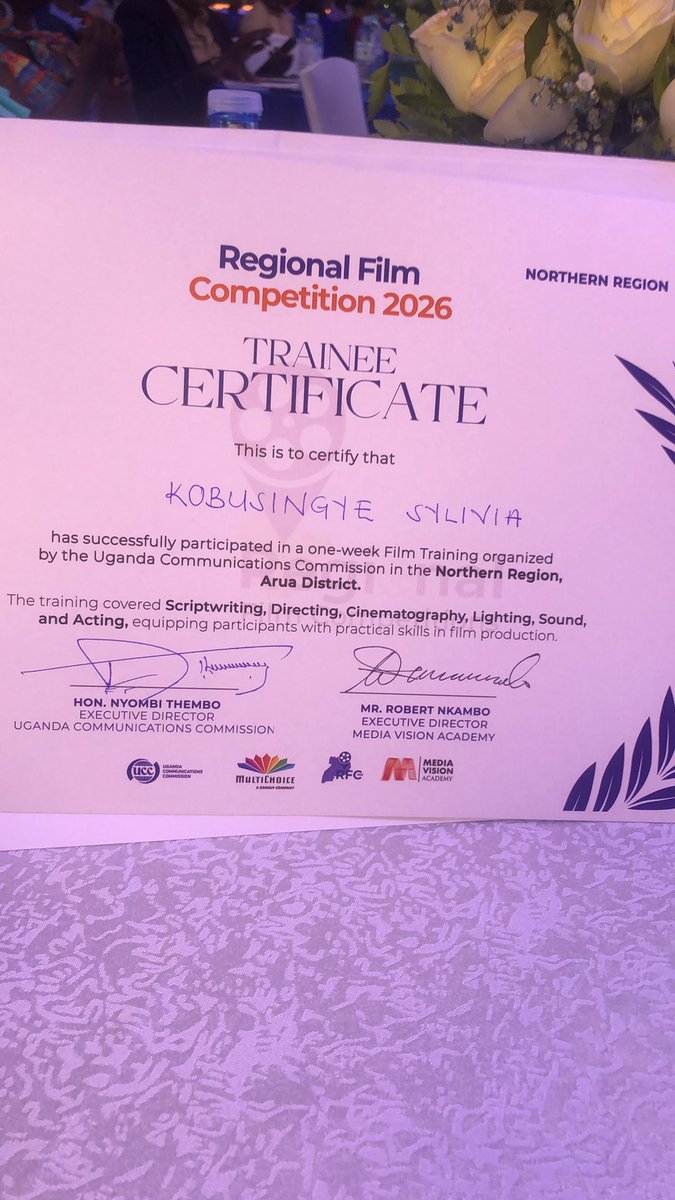 Regional Film
Competition 2026
NORTHERN REGION
TRAINEE
CERTIFICATE
This is to certify that
KOBUSINGYE SYLIVIA
has successfully participated in a one-week Film Training organized
by the Uganda Communications Commission in the Northern Region,
Arua District.
The training covered Scriptwriting, Directing, Cinematography, Lighting, Sound,
and Acting, equipping participants with practical skills in film production.
HON. NYOMBI THEMBO
EXECUTIVE DIRECTOR
UGANDA COMMUNICATIONS COMMISSION
MR. ROBERT NKAMBO
EXECUTIVE DIRECTOR
MEDIA VISION ACADEMY
UCC UGANDA COMMUNICATIONS COMMISSION
MULTICHOICE
A CANAL+ COMPANY
RFC
MEDIA VISION ACADEMY